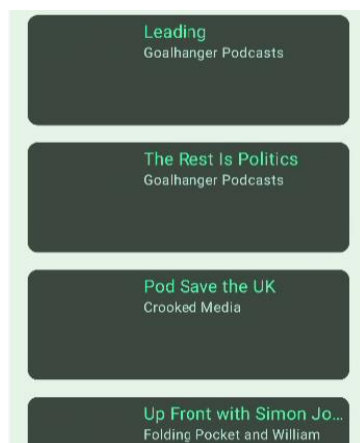 Leading
Goalhanger Podcasts
The Rest Is Politics
Goalhanger Podcasts
Pod Save the UK
Crooked Media
Up Front with Simon Jo…
Folding Pocket and William